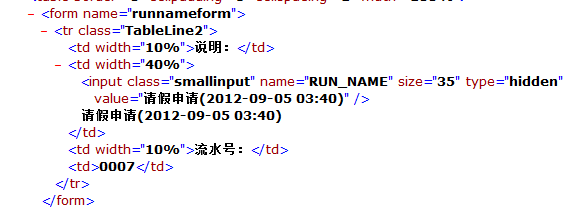 − <form name="runnameform">
− <tr class="TableLine2">
<td width="10%">说明：</td>
− <td width="40%">
<input class="smallinput" name="RUN_NAME" size="35" type="hidden"
value="请假申请(2012-09-05 03:40)" />
请假申请(2012-09-05 03:40)
</td>
<td width="10%">流水号：</td>
<td>0007</td>
</tr>
</form>